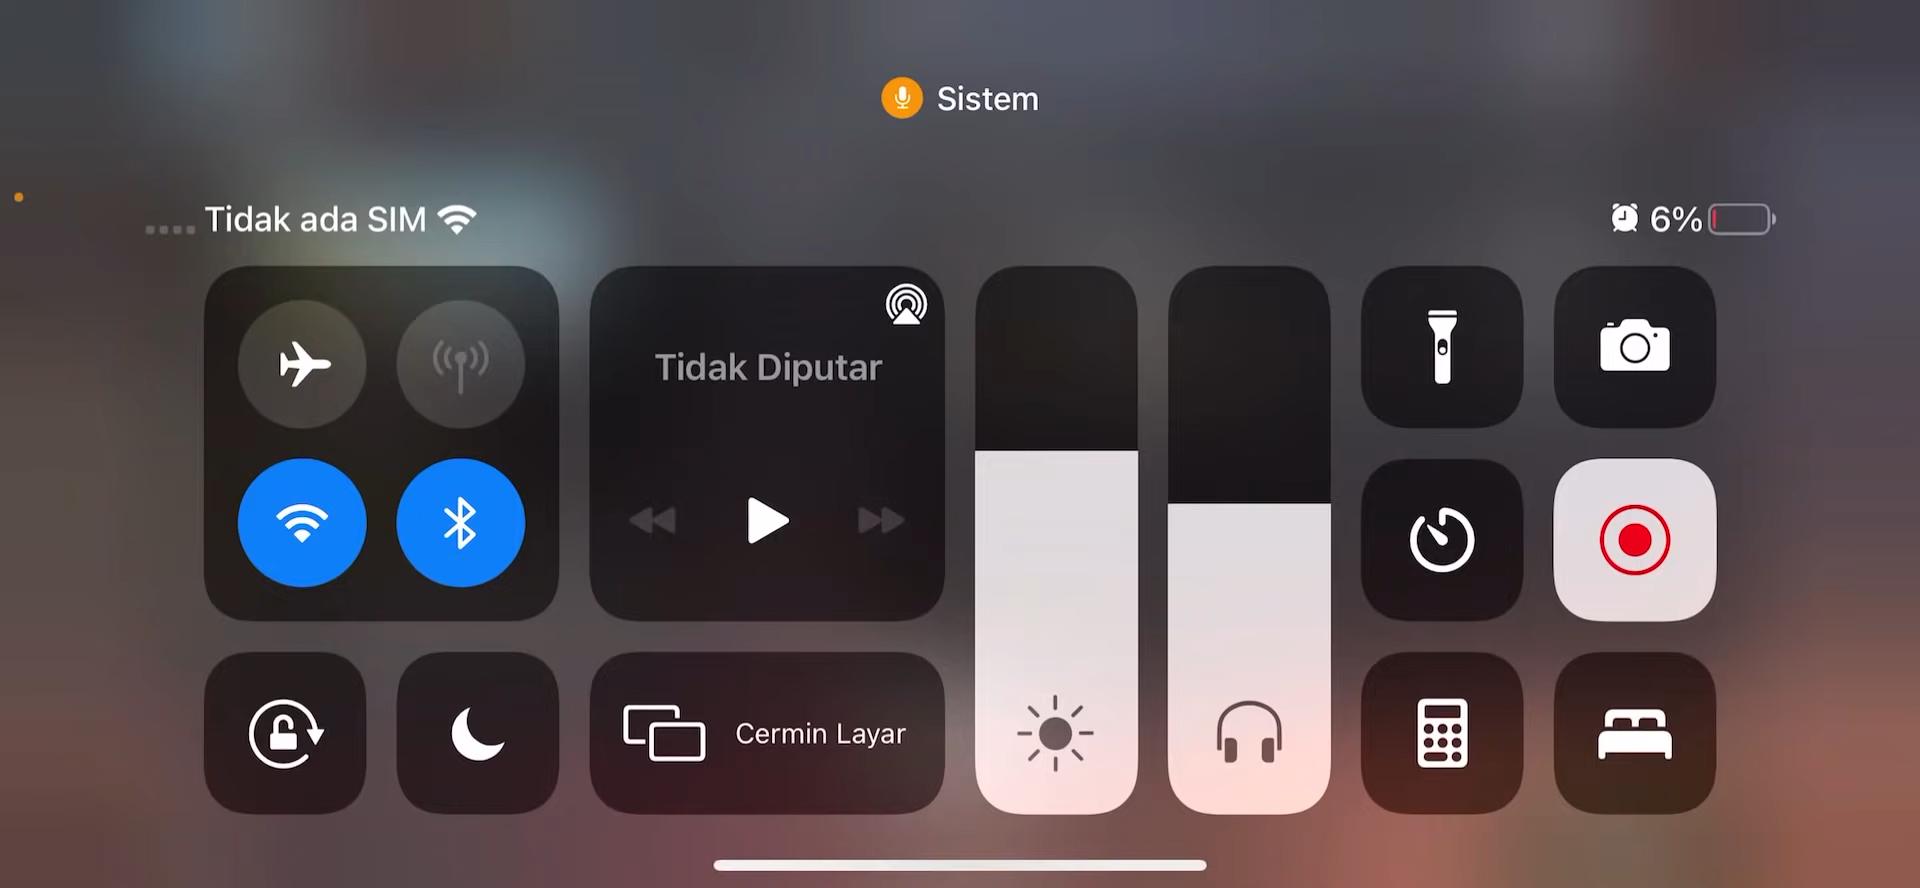 Sistem
Tidak ada SIM
6%
Tidak Diputar
Cermin Layar